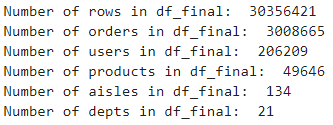 Number of rows in df_final:  30356421
Number of orders in df_final:  3008665
Number of users in df_final:  206209
Number of products in df_final:  49646
Number of aisles in df_final:  134
Number of depts in df_final:  21